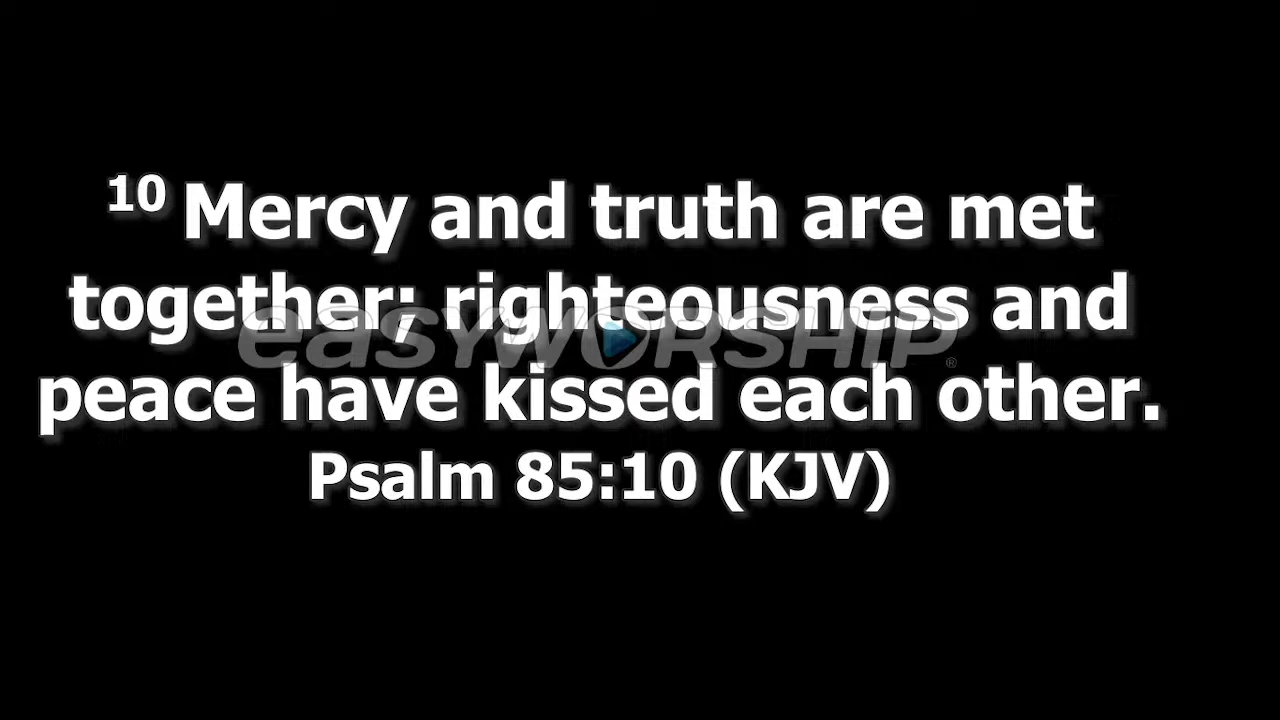 10 Mercy and truth are met
together; righteousness and
easyworship®
peace have kissed each other.
Psalm 85:10 (KJV)